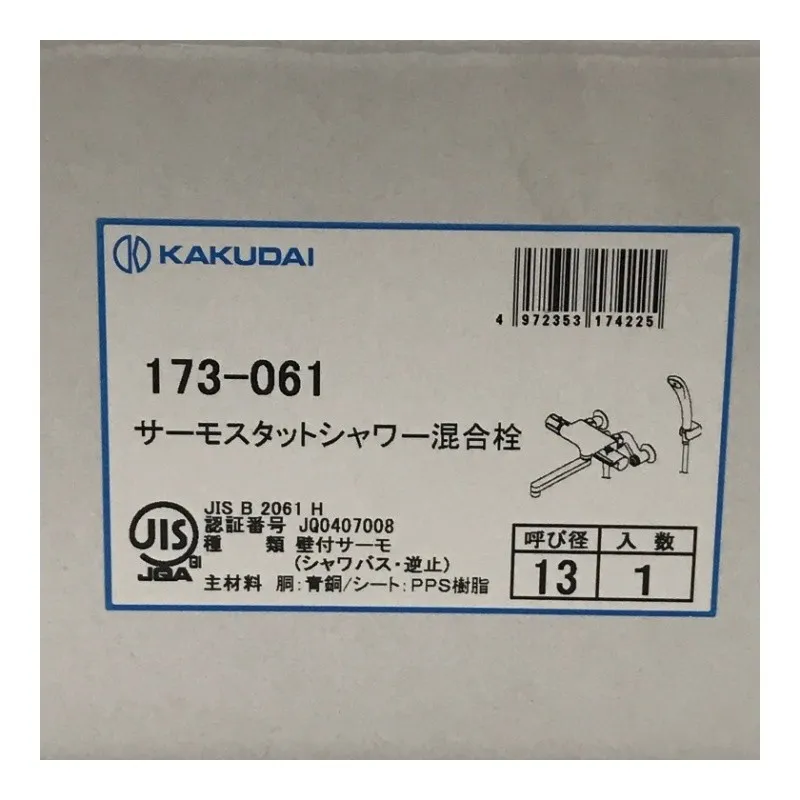 KAKUDAI
4 972353 174225
173-061
サーモスタットシャワー混合栓
JIS
JQA
BI
JIS B 2061 H
認証番号 JQ0407008
種類 壁付サーモ
(シャワバス・逆止)
主材料 胴:青銅/シート:PPS樹脂
呼び径 入数
13 1